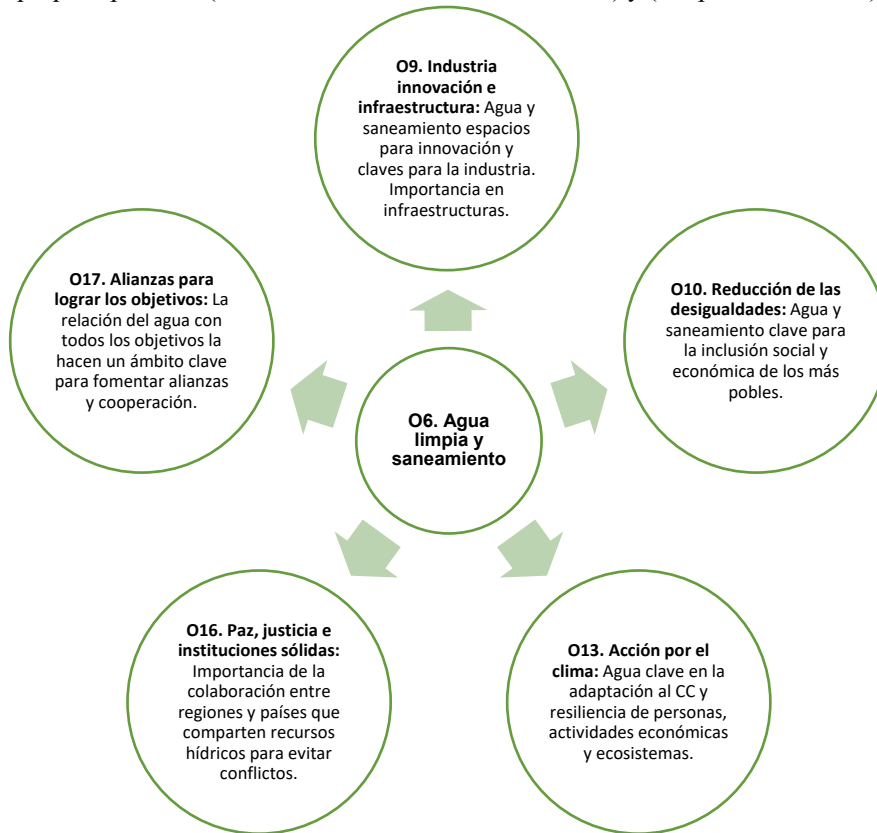 O9. Industria
innovación e
infraestructura: Agua y
saneamiento espacios
para innovación y
claves para la industria.
Importancia en
infraestructuras.
O17. Alianzas para
lograr los objetivos: La
relación del agua con
todos los objetivos la
hacen un ámbito clave
para fomentar alianzas
y cooperación.
O10. Reducción de las
desigualdades: Agua y
saneamiento clave para
la inclusión social y
económica de los más
pobles.
O6. Agua
limpia y
saneamiento
O16. Paz, justicia e
instituciones sólidas:
Importancia de la
colaboración entre
regiones y países que
comparten recursos
hídricos para evitar
conflictos.
O13. Acción por el
clima: Agua clave en la
adaptación al CC y
resiliencia de personas,
actividades económicas
y ecosistemas.